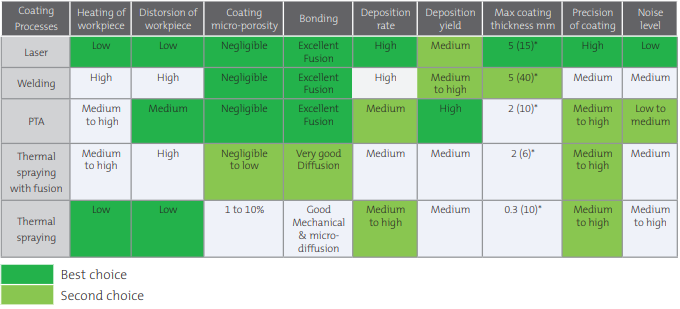 Coating Processes | Heating of workpiece | Distorsion of workpiece | Coating micro-porosity | Bonding | Deposition rate | Deposition yield | Max coating thickness mm | Precision of coating | Noise level
Laser | Low | Low | Negligible | Excellent Fusion | High | Medium | 5 (15)* | High | Low
Welding | High | High | Negligible | Excellent Fusion | High | Medium to high | 5 (40)* | Medium | Medium
PTA | Medium to high | Medium | Negligible | Excellent Fusion | Medium | High | 2 (10)* | Medium to high | Low to medium
Thermal spraying with fusion | Medium to high | High | Negligible to low | Very good Diffusion | Medium | Medium | 2 (6)* | Medium to high | Medium
Thermal spraying | Low | Low | 1 to 10% | Good Mechanical & micro-diffusion | Medium to high | Medium | 0.3 (10)* | Medium to high | Medium to high
Best choice
Second choice